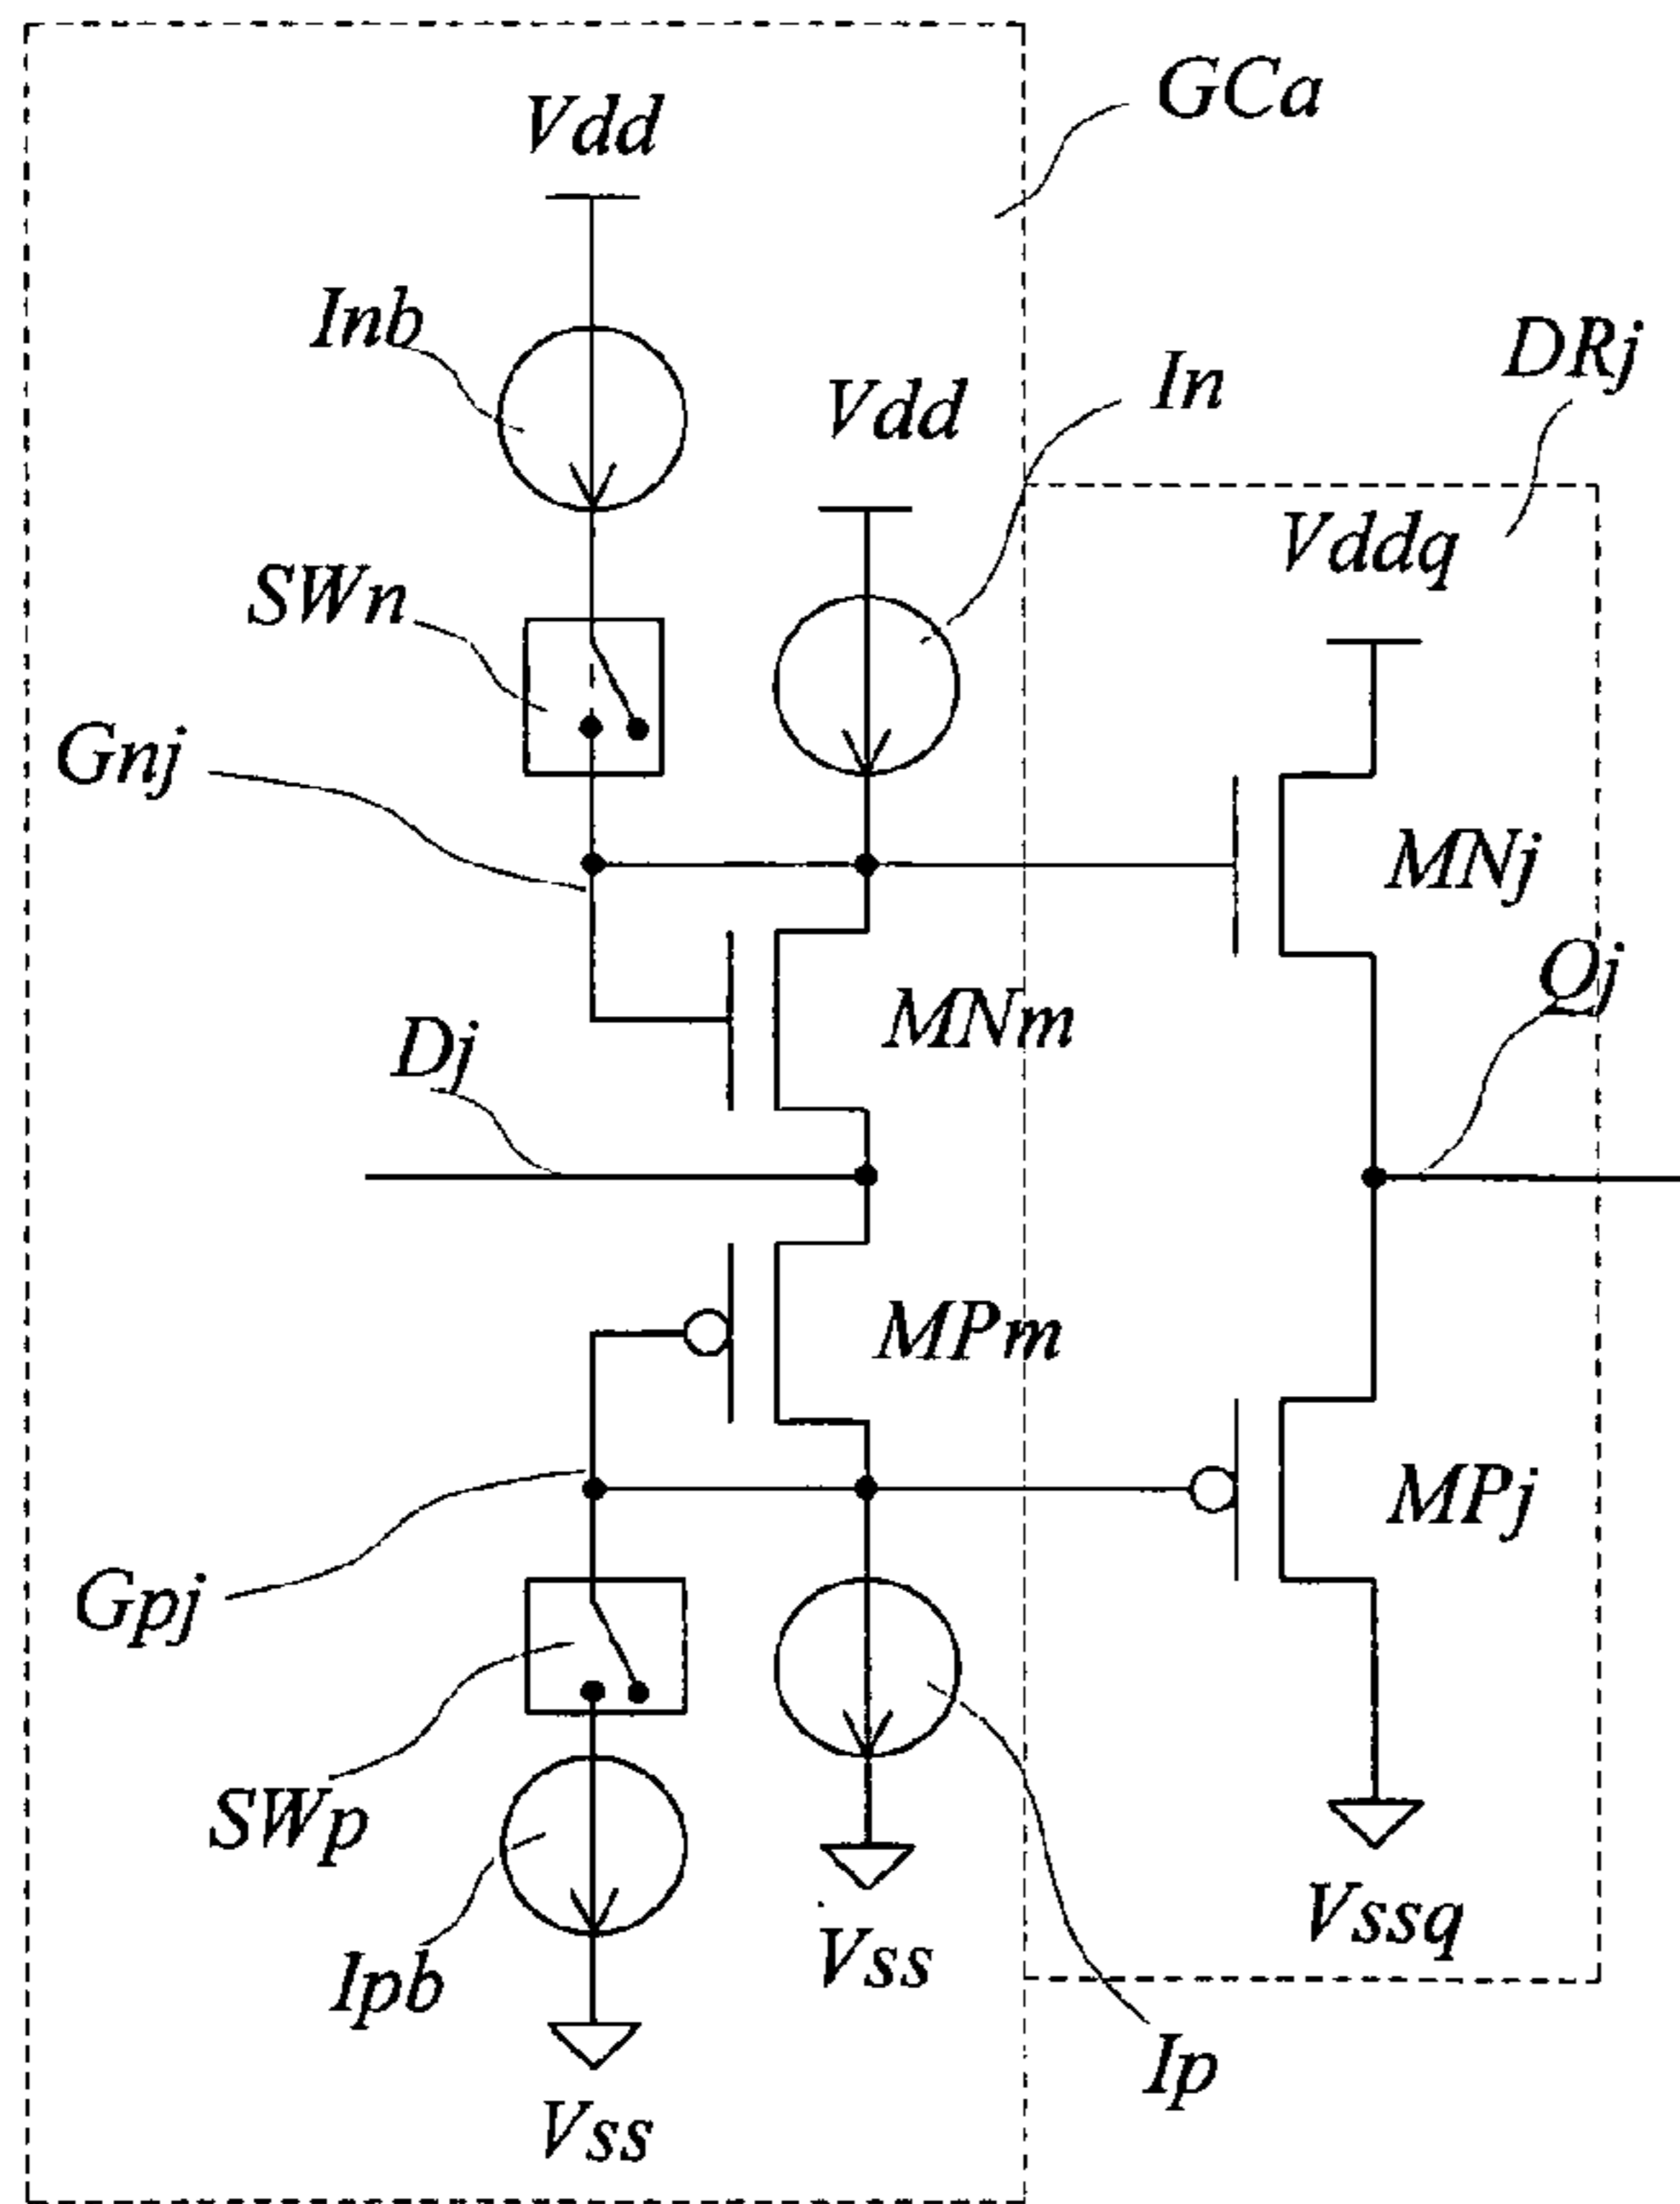 GCa
Vdd
Inb
DRj
In
Vdd
Vddq
SWn
Gnj
MNj
Qj
MNm
Dj
MPm
MPj
Gpj
SWp
Vssq
Vss
Ipb
Ip
Vss